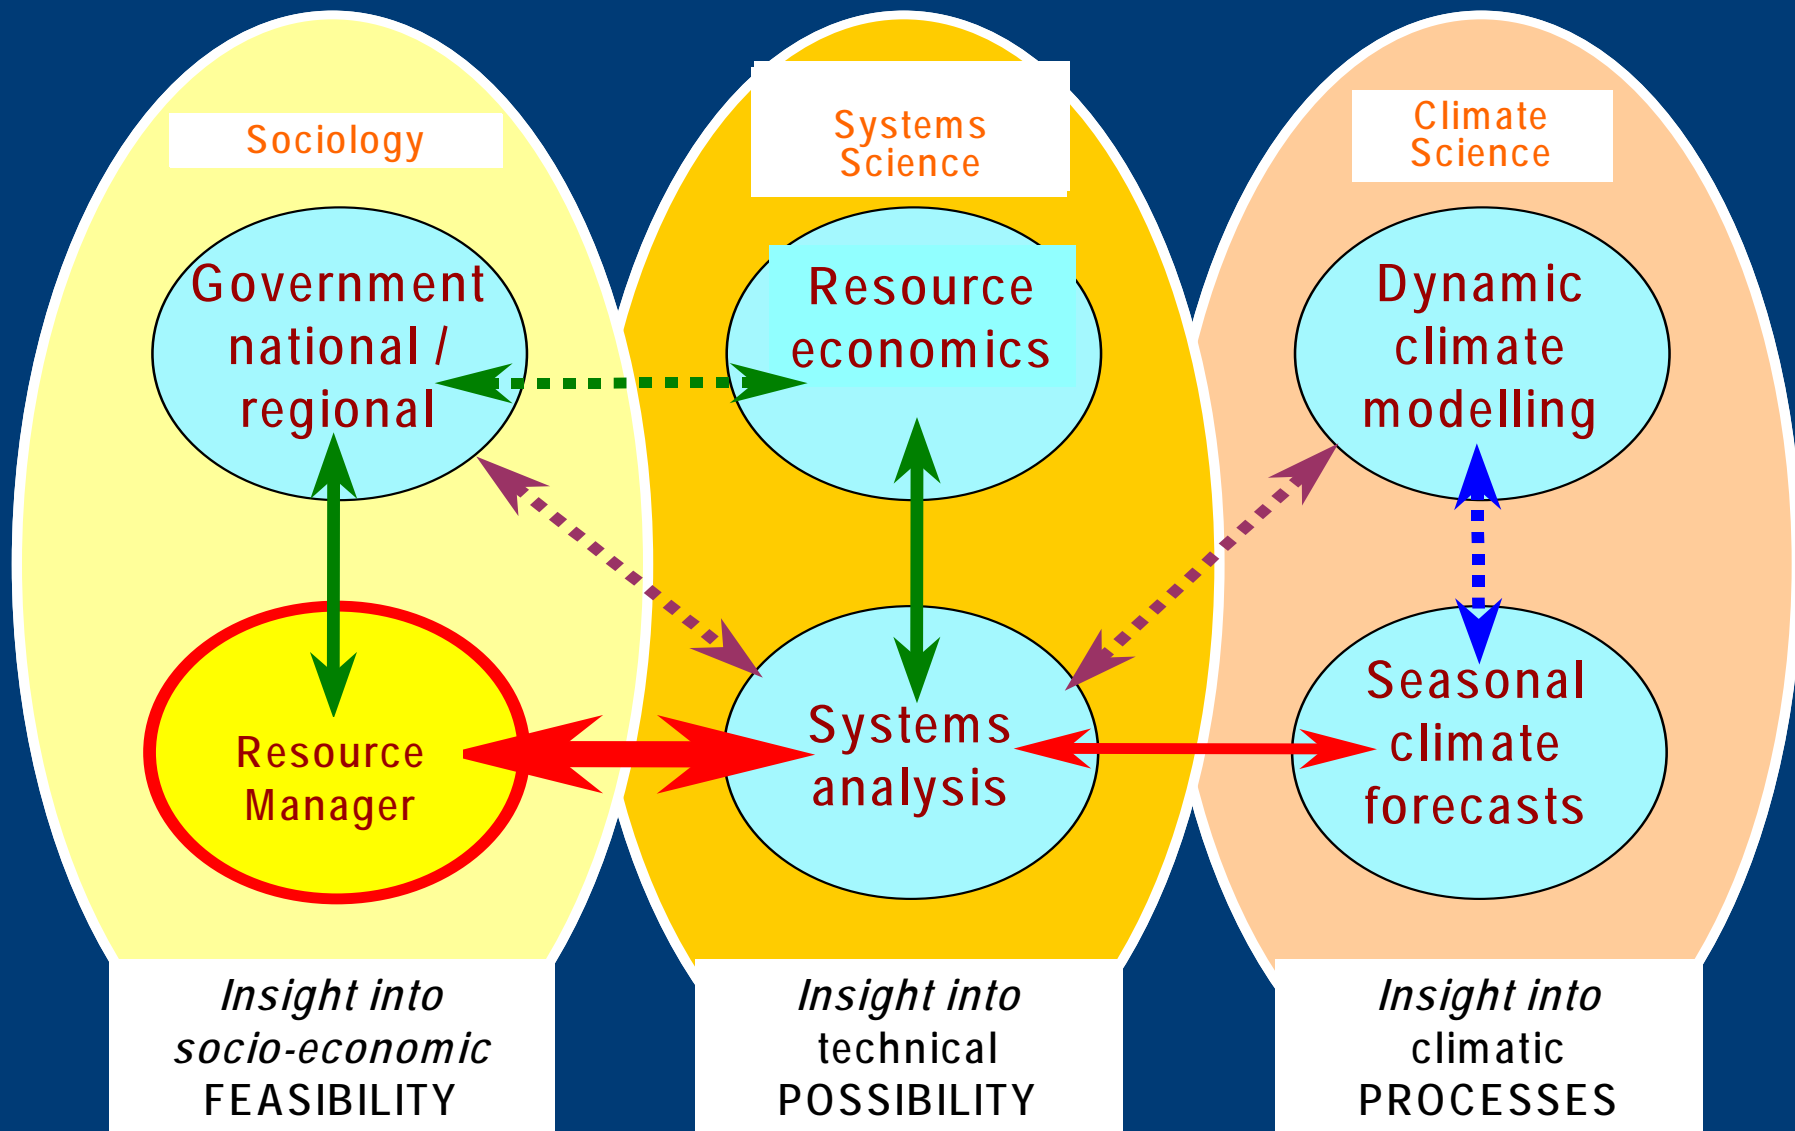 Sociology
Systems
Science
Climate
Science
Government
national /
regional
Resource
economics
Dynamic
climate
modelling
Resource
Manager
Systems
analysis
Seasonal
climate
forecasts
Insight into
socio-economic
FEASIBILITY
Insight into
technical
POSSIBILITY
Insight into
climatic
PROCESSES